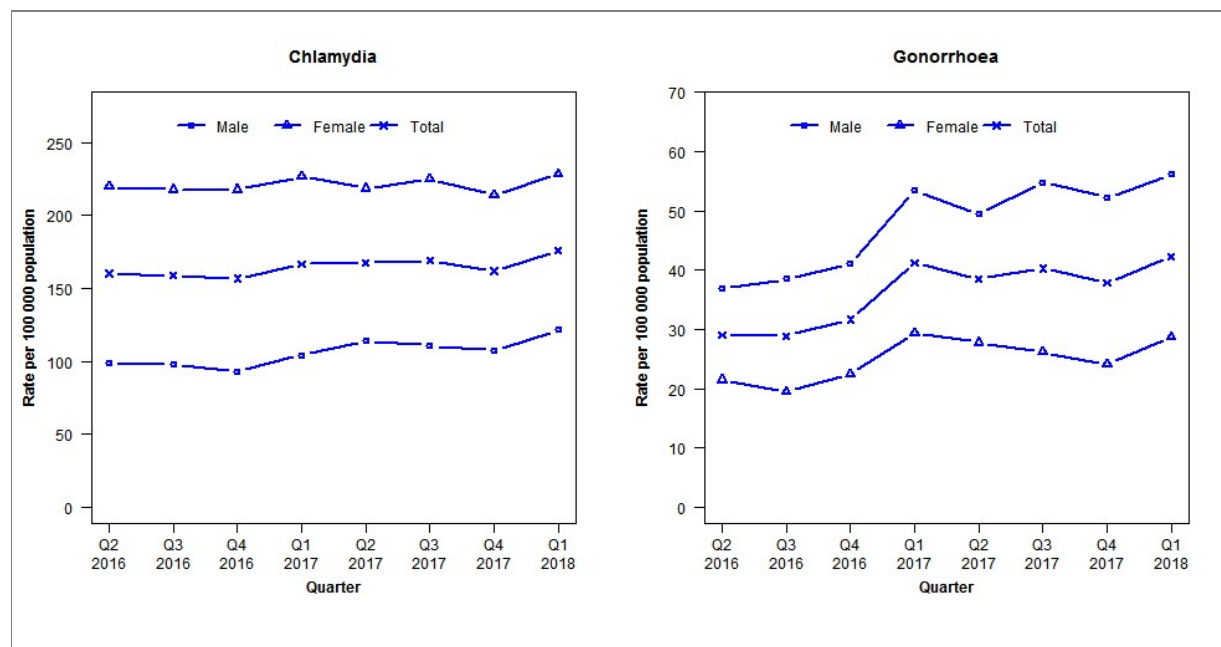 Chlamydia
Male Female Total
250
200
150
100
50
0
Rate per 100 000 population
Q2 Q3 Q4 Q1 Q2 Q3 Q4 Q1
2016 2016 2016 2017 2017 2017 2017 2018
Quarter
Gonorrhoea
70
Male Female Total
60
50
40
30
20
10
0
Rate per 100 000 population
Q2 Q3 Q4 Q1 Q2 Q3 Q4 Q1
2016 2016 2016 2017 2017 2017 2017 2018
Quarter